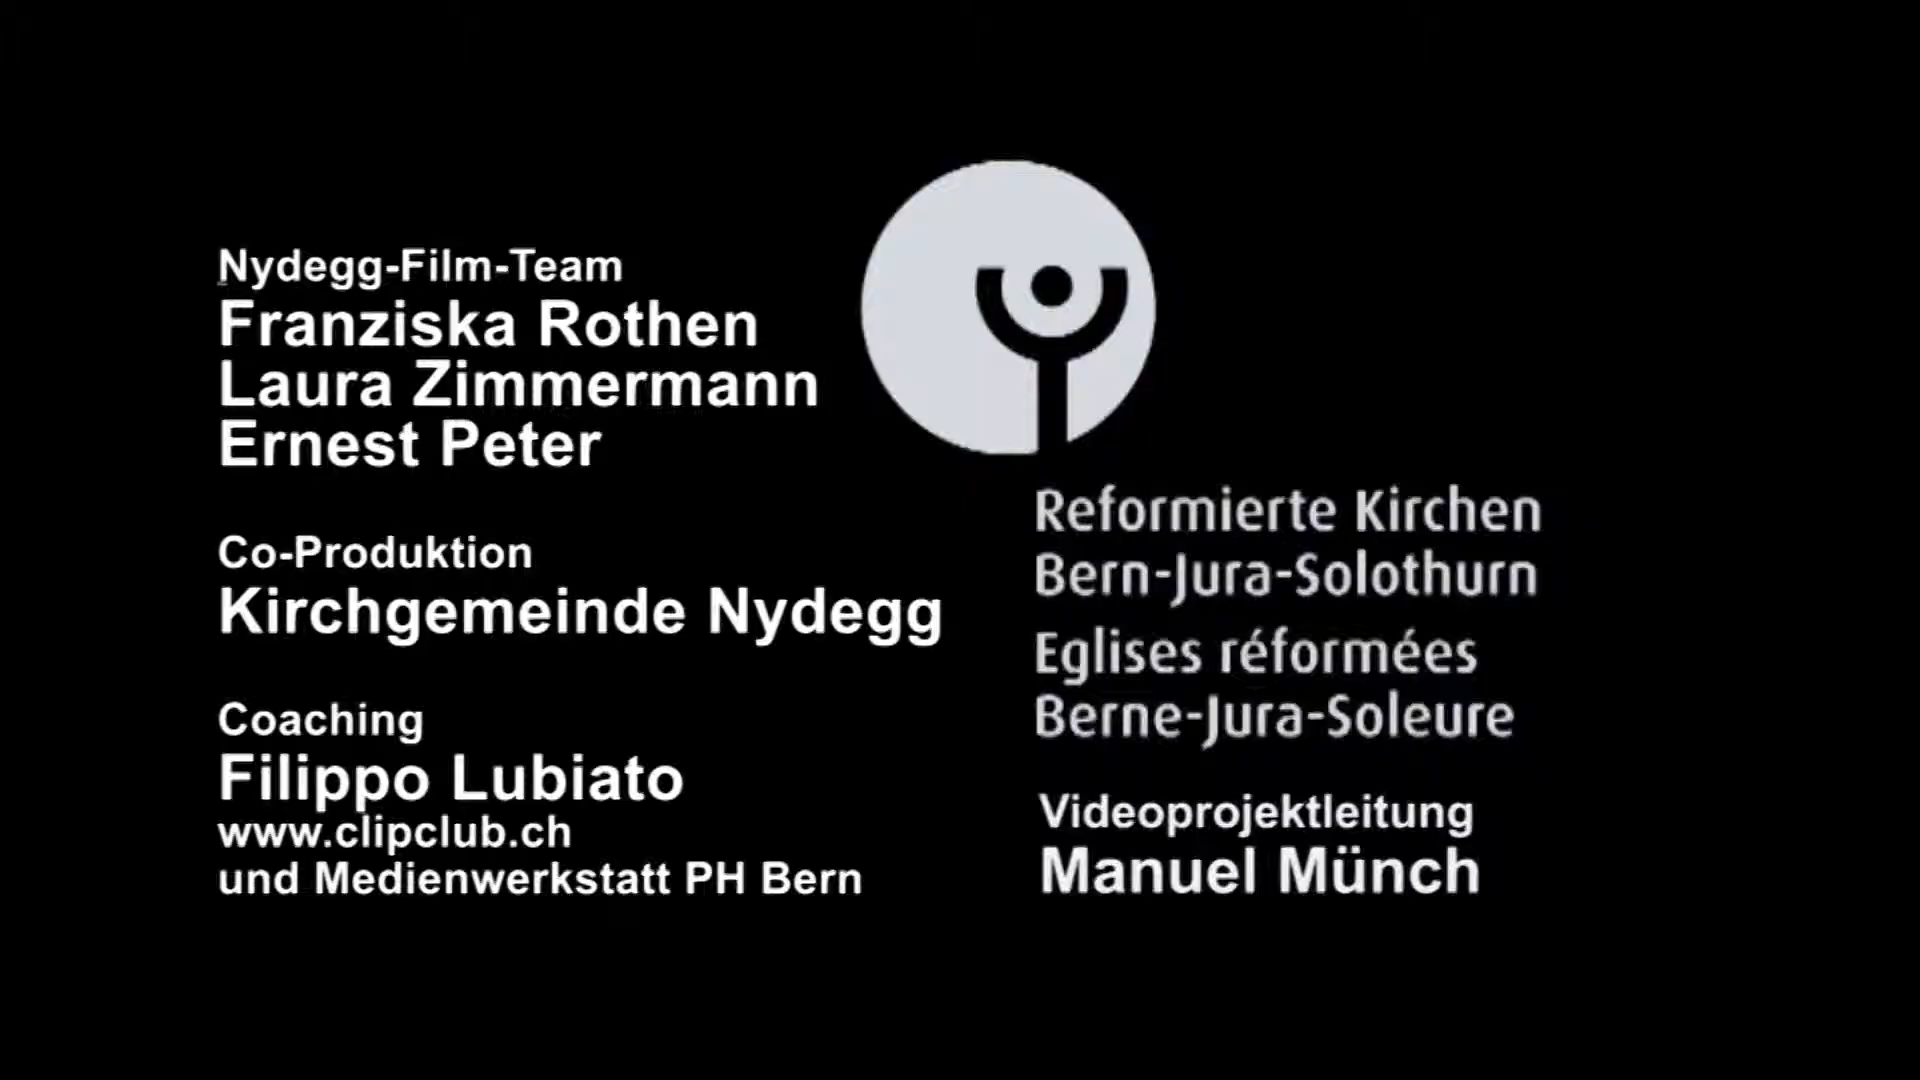 Nydegg-Film-Team
Franziska Rothen
Laura Zimmermann
Ernest Peter
Co-Produktion
Kirchgemeinde Nydegg
Coaching
Filippo Lubiato
www.clipclub.ch
und Medienwerkstatt PH Bern
Reformierte Kirchen
Bern-Jura-Solothurn
Eglises réformées
Berne-Jura-Soleure
Videoprojektleitung
Manuel Münch